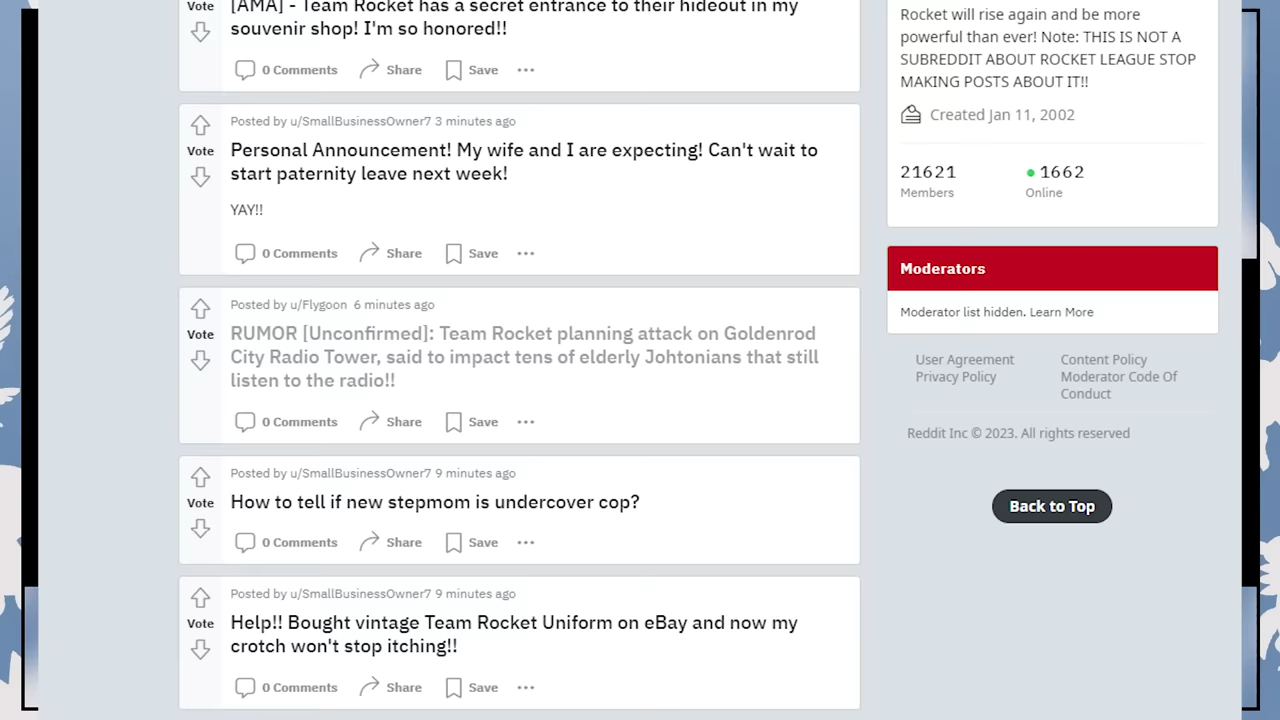 [AMA] - Team Rocket has a secret entrance to their hideout in my
Vote
souvenir shop! I'm so honored!!
0 Comments Share Save ...
Posted by u/SmallBusinessOwner7 3 minutes ago
Vote
Personal Announcement! My wife and I are expecting! Can't wait to
start paternity leave next week!
YAY!!
0 Comments Share Save ...
Posted by u/Flygoon 6 minutes ago
Vote
RUMOR [Unconfirmed]: Team Rocket planning attack on Goldenrod
City Radio Tower, said to impact tens of elderly Johtonians that still
listen to the radio!!
0 Comments Share Save ...
Posted by u/SmallBusinessOwner7 9 minutes ago
Vote
How to tell if new stepmom is undercover cop?
0 Comments Share Save ...
Posted by u/SmallBusinessOwner7 9 minutes ago
Vote
Help!! Bought vintage Team Rocket Uniform on eBay and now my
crotch won't stop itching!!
0 Comments Share Save ...
Rocket will rise again and be more
powerful than ever! Note: THIS IS NOT A
SUBREDDIT ABOUT ROCKET LEAGUE STOP
MAKING POSTS ABOUT IT!!
Created Jan 11, 2002
21621 1662
Members Online
Moderators
Moderator list hidden. Learn More
User Agreement Content Policy
Privacy Policy Moderator Code Of
Conduct
Reddit Inc © 2023. All rights reserved
Back to Top